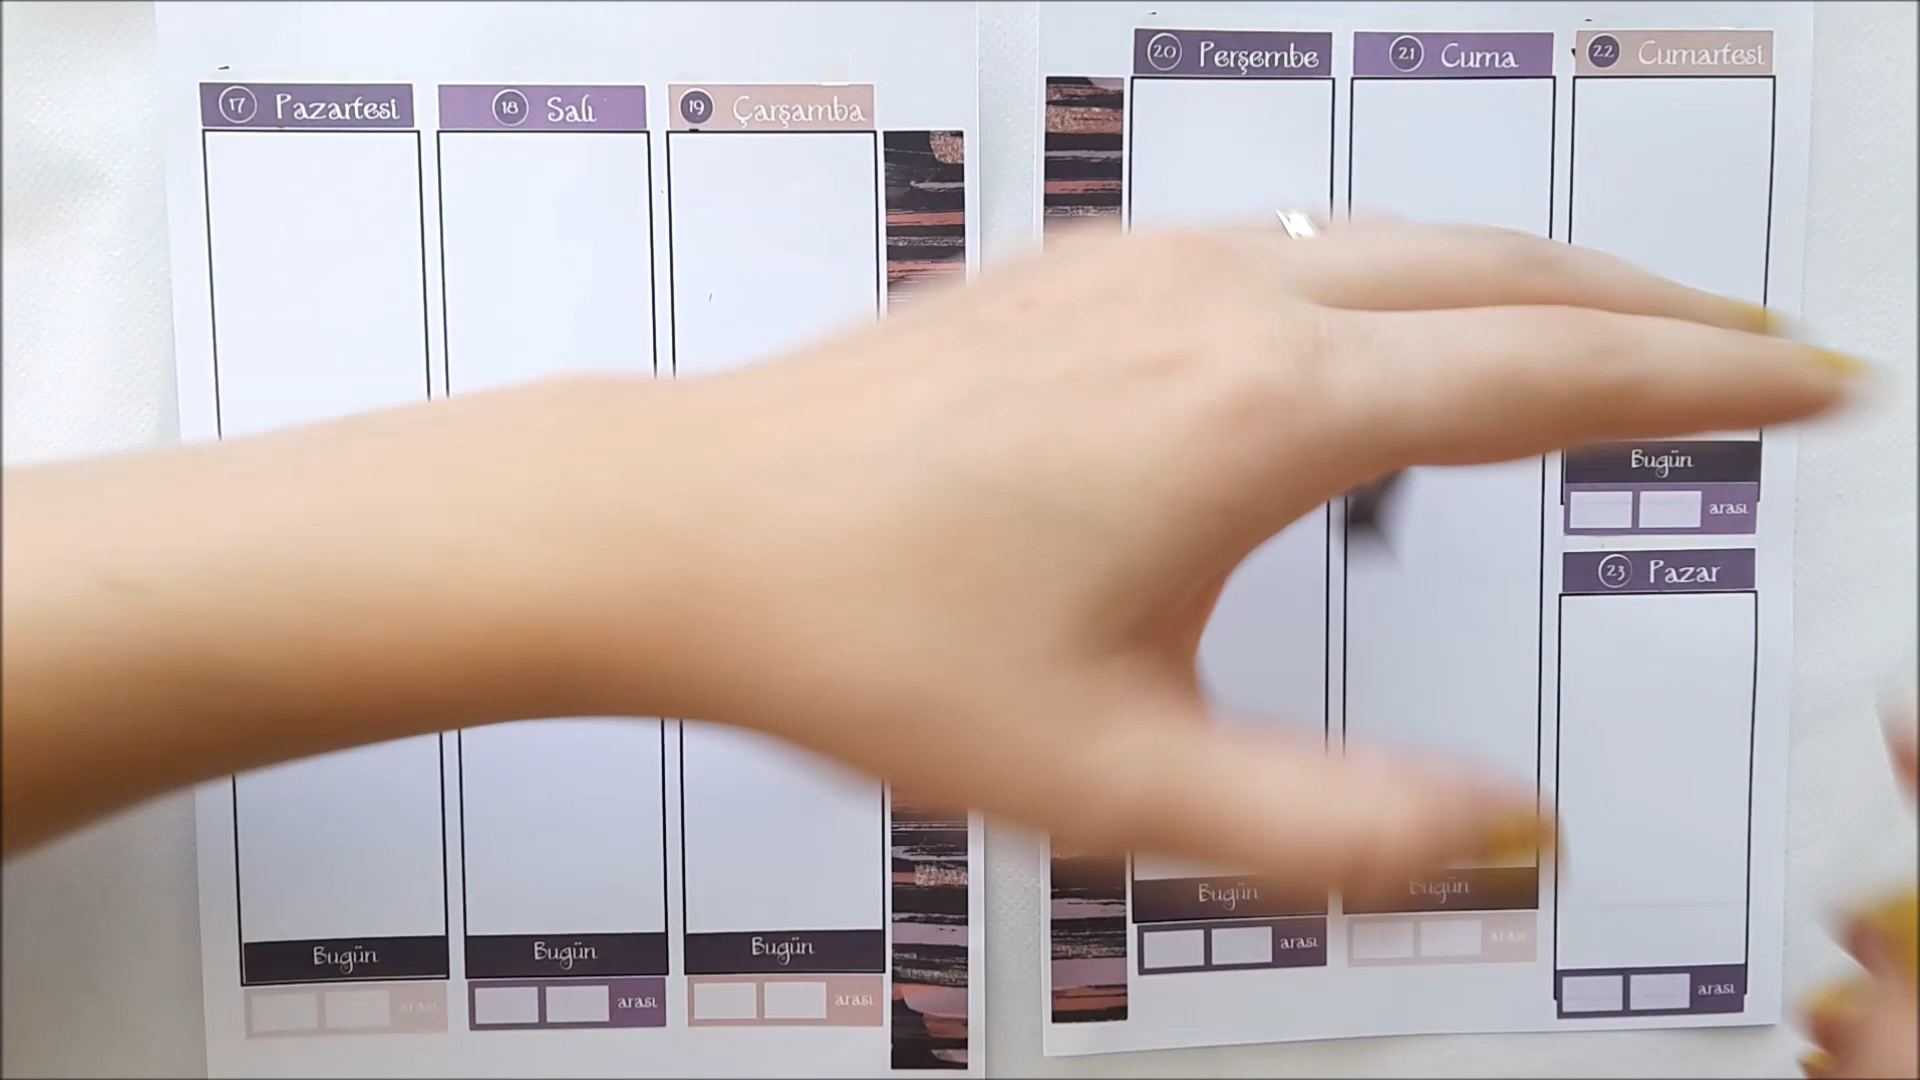 17 Pazartesi
18 Salı
19 Çarşamba
Bugün
Bugün
Bugün
arası
arası
arası
20 Perşembe
21 Cuma
22 Cumartesi
Bugün
arası
23 Pazar
Bugün
Bugün
arası
arası
arası